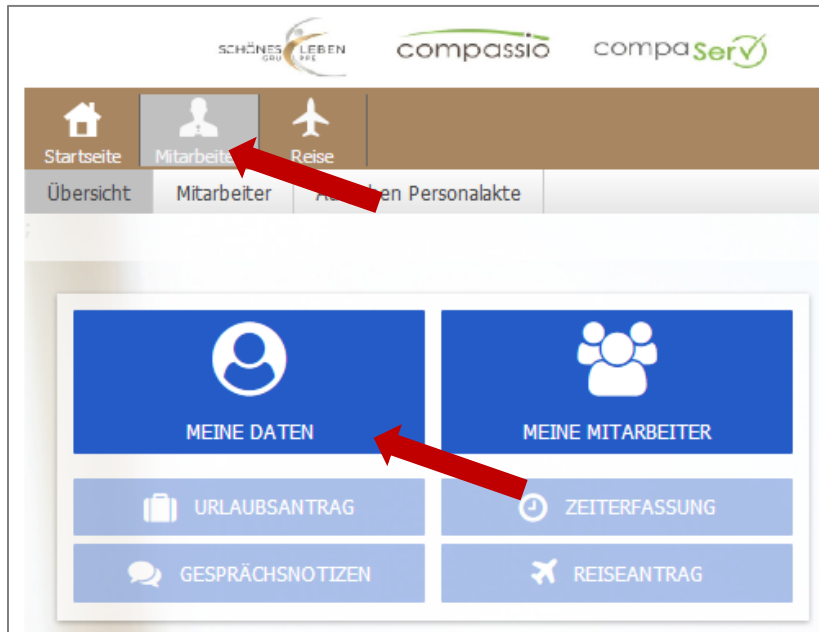 SCHÖNES LEBEN
GRUPPE
compassio
compaserv
Startseite
Mitarbeiter
Reise
Übersicht
Mitarbeiter
Personalakte
MEINE DATEN
MEINE MITARBEITER
URLAUBSANTRAG
ZEITERFASSUNG
GESPRÄCHSNOTIZEN
REISEANTRAG